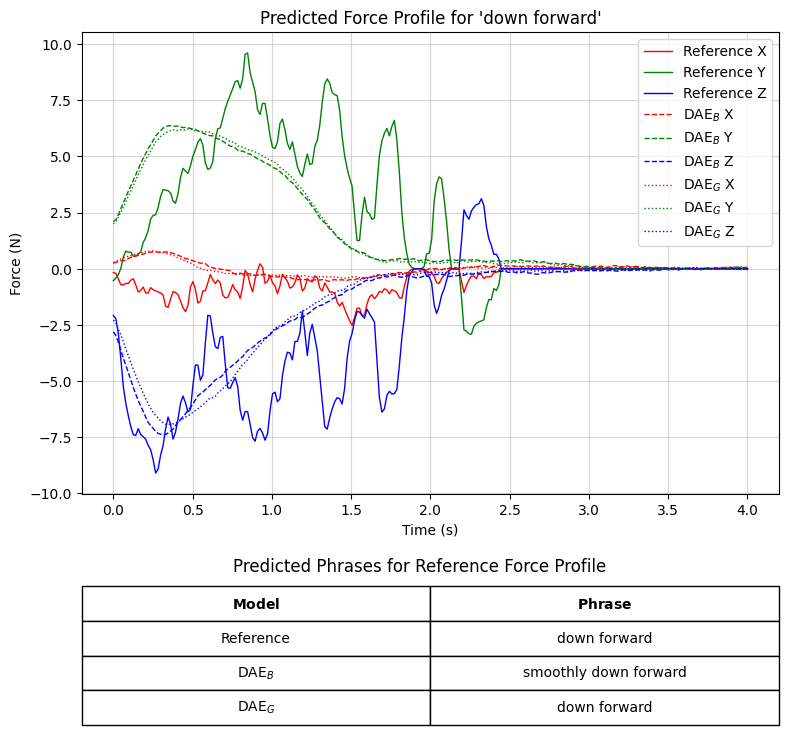 Predicted Force Profile for 'down forward'
10.0
7.5
5.0
2.5
0.0
−2.5
−5.0
−7.5
−10.0
Force (N)
Reference X
Reference Y
Reference Z
DAE_B X
DAE_B Y
DAE_B Z
DAE_G X
DAE_G Y
DAE_G Z
0.0 0.5 1.0 1.5 2.0 2.5 3.0 3.5 4.0
Time (s)
Predicted Phrases for Reference Force Profile
Model Phrase
Reference down forward
DAE_B smoothly down forward
DAE_G down forward